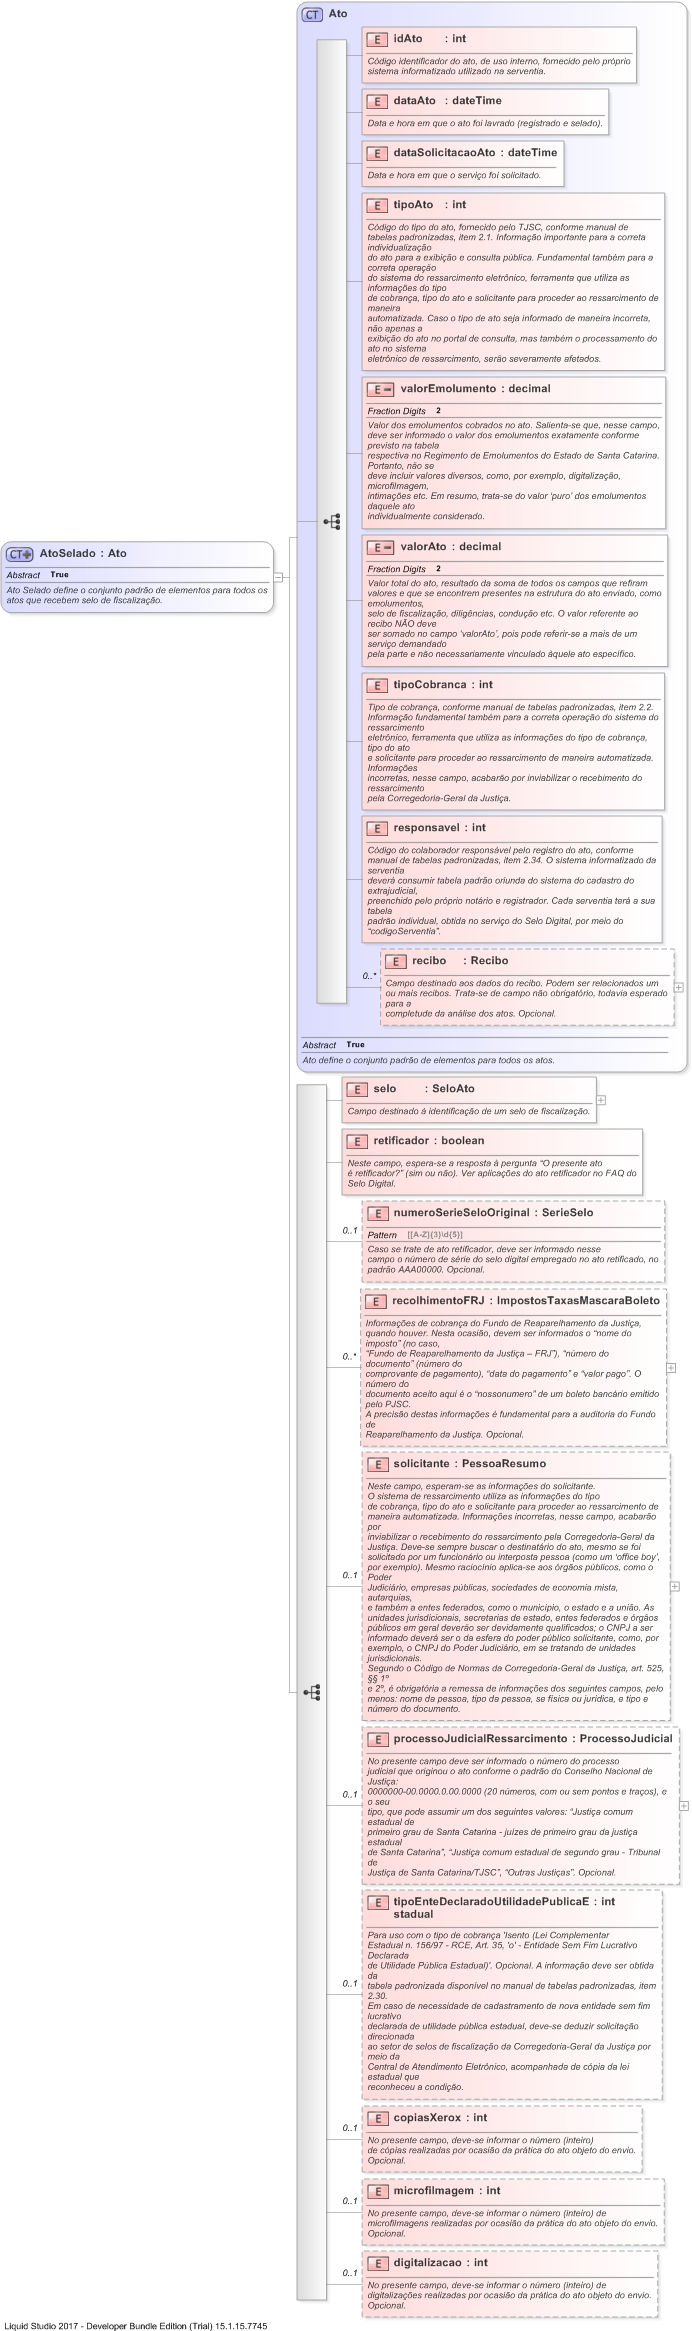 CT Ato
E idAto : int
Código identificador do ato, de uso interno, fornecido pelo próprio
sistema informatizado utilizado na serventia.
E dataAto : dateTime
Data e hora em que o ato foi lavrado (registrado e selado).
E dataSolicitacaoAto : dateTime
Data e hora em que o serviço foi solicitado.
E tipoAto : int
Código do tipo do ato, fornecido pelo TJSC, conforme manual de
tabelas padronizadas, item 2.1. Informação importante para a correta
individualização
do ato para a exibição e consulta pública. Fundamental também para a
correta operação
do sistema do ressarcimento eletrônico, ferramenta que utiliza as
informações do tipo
de cobrança, tipo do ato e solicitante para proceder ao ressarcimento de
maneira
automatizada. Caso o tipo de ato seja informado de maneira incorreta,
não apenas a
exibição do ato no portal de consulta, mas também o processamento do
ato no sistema
eletrônico de ressarcimento, serão severamente afetados.
E valorEmolumento : decimal
Fraction Digits 2
Valor dos emolumentos cobrados no ato. Salienta-se que, nesse campo,
deve ser informado o valor dos emolumentos exatamente conforme
previsto na tabela
respectiva no Regimento de Emolumentos do Estado de Santa Catarina.
Portanto, não se
deve incluir valores diversos, como, por exemplo, digitalização,
microfilmagem,
intimações etc. Em resumo, trata-se do valor 'puro' dos emolumentos
daquele ato
individualmente considerado.
CT AtoSelado : Ato
Abstract True
Ato Selado define o conjunto padrão de elementos para todos os
atos que recebem selo de fiscalização.
E valorAto : decimal
Fraction Digits 2
Valor total do ato, resultado da soma de todos os campos que refiram
valores e que se encontrem presentes na estrutura do ato enviado, como
emolumentos,
selo de fiscalização, diligências, condução etc. O valor referente ao
recibo NÃO deve
ser somado no campo 'valorAto', pois pode referir-se a mais de um
serviço demandado
pela parte e não necessariamente vinculado àquele ato específico.
E tipoCobranca : int
Tipo de cobrança, conforme manual de tabelas padronizadas, item 2.2.
Informação fundamental também para a correta operação do sistema do
ressarcimento
eletrônico, ferramenta que utiliza as informações do tipo de cobrança,
tipo do ato
e solicitante para proceder ao ressarcimento de maneira automatizada.
Informações
incorretas, nesse campo, acabarão por inviabilizar o recebimento do
ressarcimento
pela Corregedoria-Geral da Justiça.
E responsavel : int
Código do colaborador responsável pelo registro do ato, conforme
manual de tabelas padronizadas, item 2.34. O sistema informatizado da
serventia
deverá consumir tabela padrão oriunda do sistema do cadastro do
extrajudicial,
preenchido pelo próprio notário e registrador. Cada serventia terá a sua
tabela
padrão individual, obtida no serviço do Selo Digital, por meio do
"codigoServentia".
E recibo : Recibo
0..*
Campo destinado aos dados do recibo. Podem ser relacionados um
ou mais recibos. Trata-se de campo não obrigatório, todavia esperado
para a
completude da análise dos atos. Opcional.
Abstract True
Ato define o conjunto padrão de elementos para todos os atos.
E selo : SeloAto
Campo destinado à identificação de um selo de fiscalização.
E retificador : boolean
Neste campo, espera-se a resposta à pergunta "O presente ato
é retificador?" (sim ou não). Ver aplicações do ato retificador no FAQ do
Selo Digital.
E numeroSerieSeloOriginal : SerieSelo
0..1
Pattern [[A-Z]{3}\d{5}]
Caso se trate de ato retificador, deve ser informado nesse
campo o número de série do selo digital empregado no ato retificado, no
padrão AAA00000. Opcional.
E recolhimentoFRJ : ImpostosTaxasMascaraBoleto
Informações de cobrança do Fundo de Reaparelhamento da Justiça,
quando houver. Nesta ocasião, devem ser informados o "nome do
imposto" (no caso,
0..*
"Fundo de Reaparelhamento da Justiça – FRJ"), "número do
documento" (número do
comprovante de pagamento), "data do pagamento" e "valor pago". O
número do
documento aceito aqui é o "nossonumero" de um boleto bancário emitido
pelo PJSC.
A precisão destas informações é fundamental para a auditoria do Fundo
de
Reaparelhamento da Justiça. Opcional.
E solicitante : PessoaResumo
Neste campo, esperam-se as informações do solicitante.
O sistema de ressarcimento utiliza as informações do tipo
de cobrança, tipo do ato e solicitante para proceder ao ressarcimento de
maneira automatizada. Informações incorretas, nesse campo, acabarão
por
inviabilizar o recebimento do ressarcimento pela Corregedoria-Geral da
Justiça. Deve-se sempre buscar o destinatário do ato, mesmo se foi
solicitado por um funcionário ou interposta pessoa (como um 'office boy',
por exemplo). Mesmo raciocínio aplica-se aos órgãos públicos, como o
0..1
Poder
Judiciário, empresas públicas, sociedades de economia mista,
autarquias,
e também a entes federados, como o município, o estado e a união. As
unidades jurisdicionais, secretarias de estado, entes federados e órgãos
públicos em geral deverão ser devidamente qualificados; o CNPJ a ser
informado deverá ser o da esfera do poder público solicitante, como, por
exemplo, o CNPJ do Poder Judiciário, em se tratando de unidades
jurisdicionais.
Segundo o Código de Normas da Corregedoria-Geral da Justiça, art. 525,
§§ 1º
e 2º, é obrigatória a remessa de informações dos seguintes campos, pelo
menos: nome da pessoa, tipo da pessoa, se física ou jurídica, e tipo e
número do documento.
E processoJudicialRessarcimento : ProcessoJudicial
No presente campo deve ser informado o número do processo
judicial que originou o ato conforme o padrão do Conselho Nacional de
Justiça:
0..1
0000000-00.0000.0.00.0000 (20 números, com ou sem pontos e traços), e
o seu
tipo, que pode assumir um dos seguintes valores: "Justiça comum
estadual de
primeiro grau de Santa Catarina - juízes de primeiro grau da justiça
estadual
de Santa Catarina", "Justiça comum estadual de segundo grau - Tribunal
de
Justiça de Santa Catarina/TJSC", "Outras Justiças". Opcional.
E tipoEnteDeclaradoUtilidadePublicaE : int
stadual
Para uso com o tipo de cobrança 'Isento (Lei Complementar
Estadual n. 156/97 - RCE, Art. 35, 'o' - Entidade Sem Fim Lucrativo
Declarada
de Utilidade Pública Estadual)'. Opcional. A informação deve ser obtida
da
0..1
tabela padronizada disponível no manual de tabelas padronizadas, item
2.30.
Em caso de necessidade de cadastramento de nova entidade sem fim
lucrativo
declarada de utilidade pública estadual, deve-se deduzir solicitação
direcionada
ao setor de selos de fiscalização da Corregedoria-Geral da Justiça por
meio da
Central de Atendimento Eletrônico, acompanhada de cópia da lei
estadual que
reconheceu a condição.
E copiasXerox : int
0..1
No presente campo, deve-se informar o número (inteiro)
de cópias realizadas por ocasião da prática do ato objeto do envio.
Opcional.
E microfilmagem : int
0..1
No presente campo, deve-se informar o número (inteiro) de
microfilmagens realizadas por ocasião da prática do ato objeto do envio.
Opcional.
E digitalizacao : int
0..1
No presente campo, deve-se informar o número (inteiro) de
digitalizações realizadas por ocasião da prática do ato objeto do envio.
Opcional.
Liquid Studio 2017 - Developer Bundle Edition (Trial) 15.1.15.7745